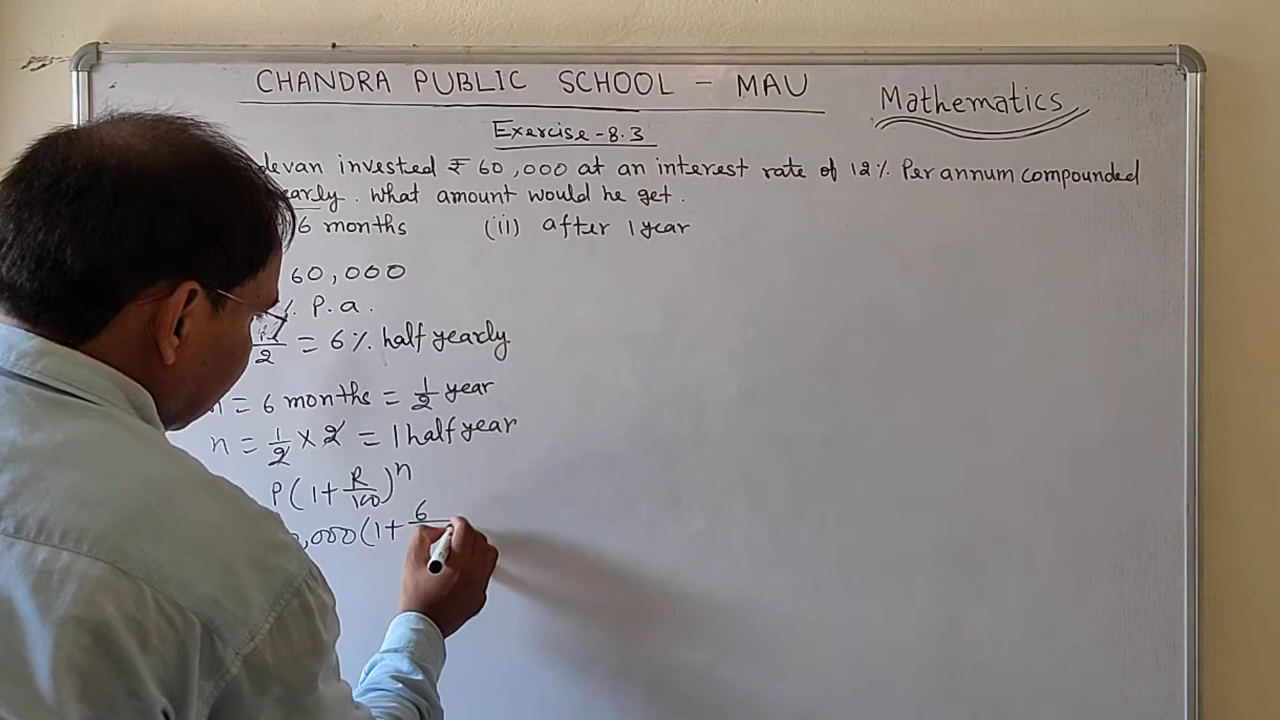 CHANDRA PUBLIC SCHOOL - MAU
Mathematics
Exercise-8.3
devan invested ₹ 60,000 at an interest rate of 12% Per annum compounded
early. What amount would he get.
6 months (ii) after 1 year
60,000
% P.a.
2 = 6% half yearly
n = 6 months = 1/2 year
n = 1/2 × 2 = 1 half year
P(1+R/100)^n
,000(1+6